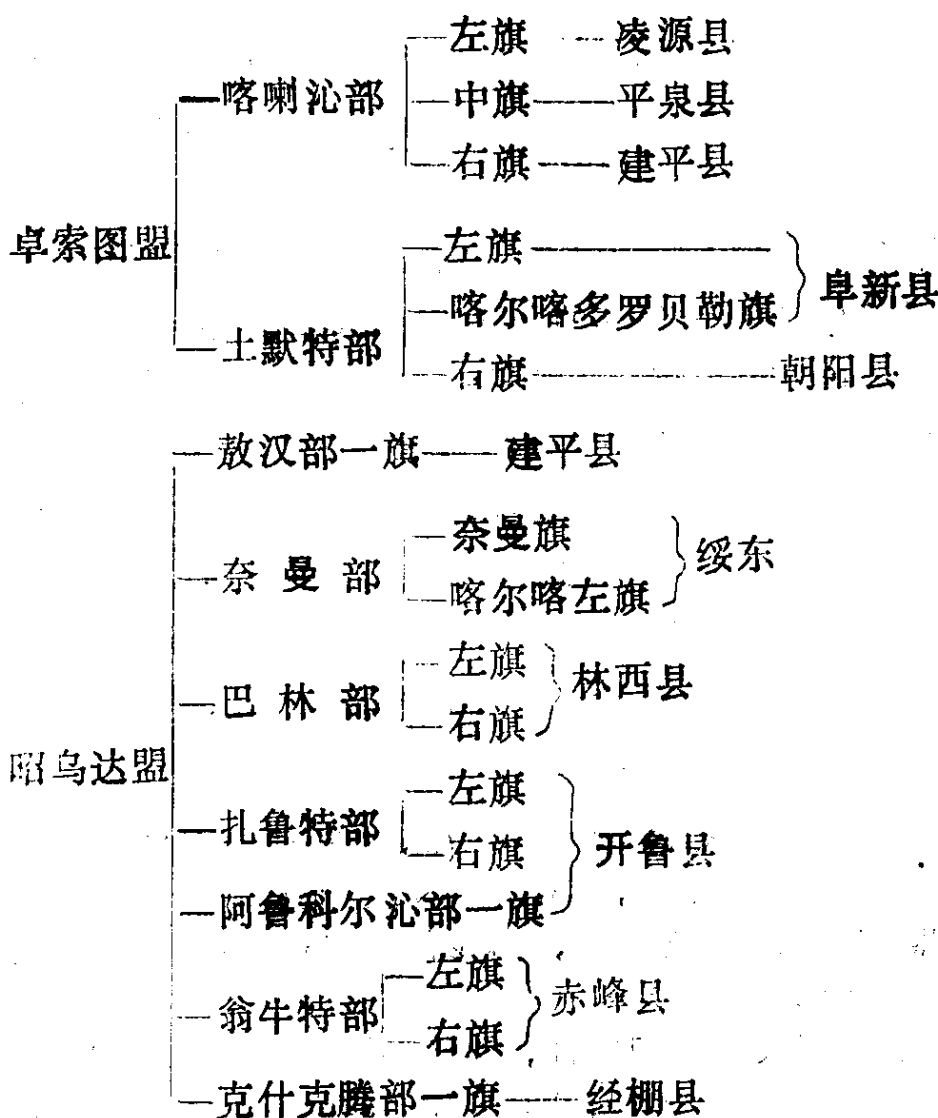 左旗 凌源县
喀喇沁部 中旗 平泉县
右旗 建平县
卓索图盟
左旗
喀尔喀多罗贝勒旗 阜新县
土默特部
右旗 朝阳县
敖汉部一旗 建平县
奈曼旗
奈曼部 绥东
喀尔喀左旗
左旗
巴林部 林西县
右旗
昭乌达盟
左旗
扎鲁特部
右旗 开鲁县
阿鲁科尔沁部一旗
左旗
翁牛特部 赤峰县
右旗
克什克腾部一旗 经棚县